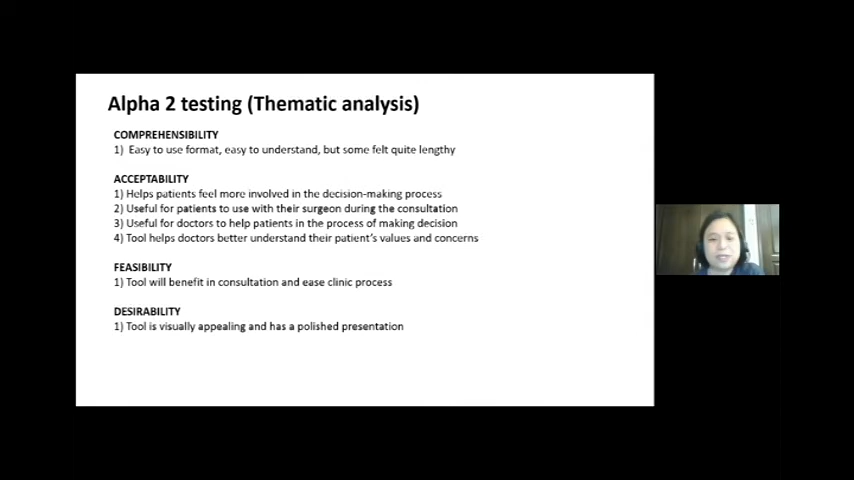 Alpha 2 testing (Thematic analysis)
COMPREHENSIBILITY
1) Easy to use format, easy to understand, but some felt quite lengthy
ACCEPTABILITY
1) Helps patients feel more involved in the decision-making process
2) Useful for patients to use with their surgeon during the consultation
3) Useful for doctors to help patients in the process of making decision
4) Tool helps doctors better understand their patient's values and concerns
FEASIBILITY
1) Tool will benefit in consultation and ease clinic process
DESIRABILITY
1) Tool is visually appealing and has a polished presentation